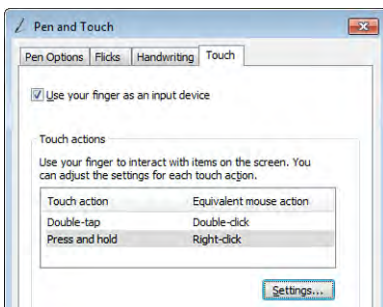 Pen and Touch
Pen Options Flicks Handwriting Touch
Use your finger as an input device
Touch actions
Use your finger to interact with items on the screen. You
can adjust the settings for each touch action.
Touch action Equivalent mouse action
Double-tap Double-click
Press and hold Right-click
Settings...